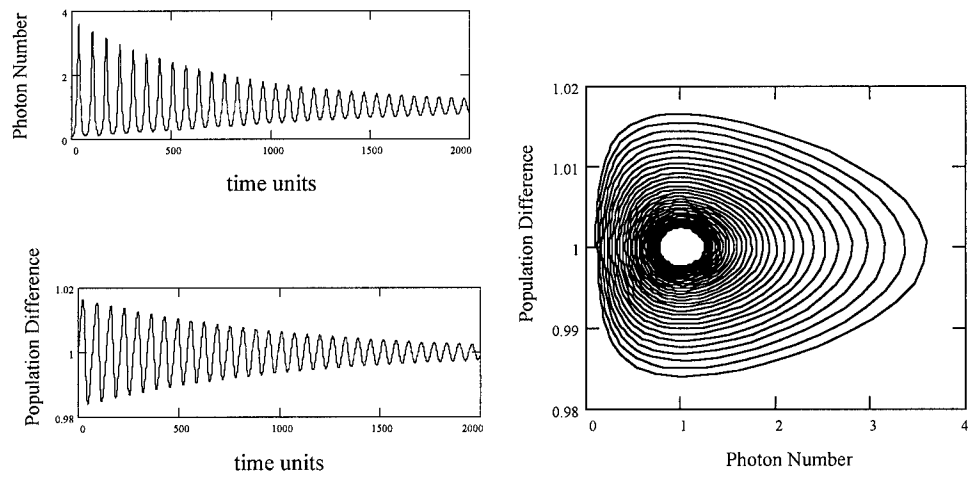 Photon Number
4
2
0
0 500 1000 1500 2000
time units
Population Difference
1.02
1
0.98
0 500 1000 1500 2000
time units
Population Difference
1.02
1.01
1
0.99
0.98
0 1 2 3 4
Photon Number